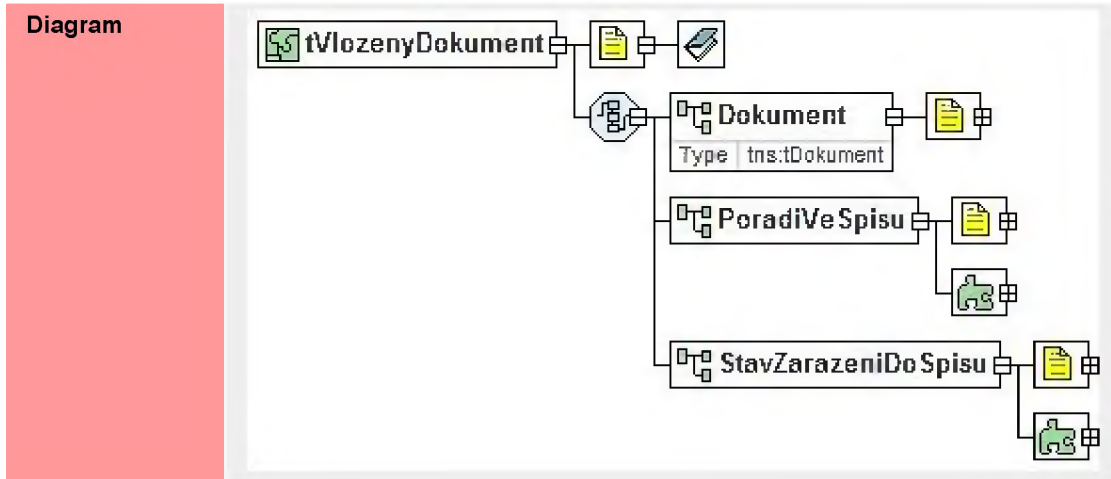 Diagram
tVlozenyDokument
Dokument
Type tns:tDokument
PoradiVeSpisu
StavZarazeniDoSpisu